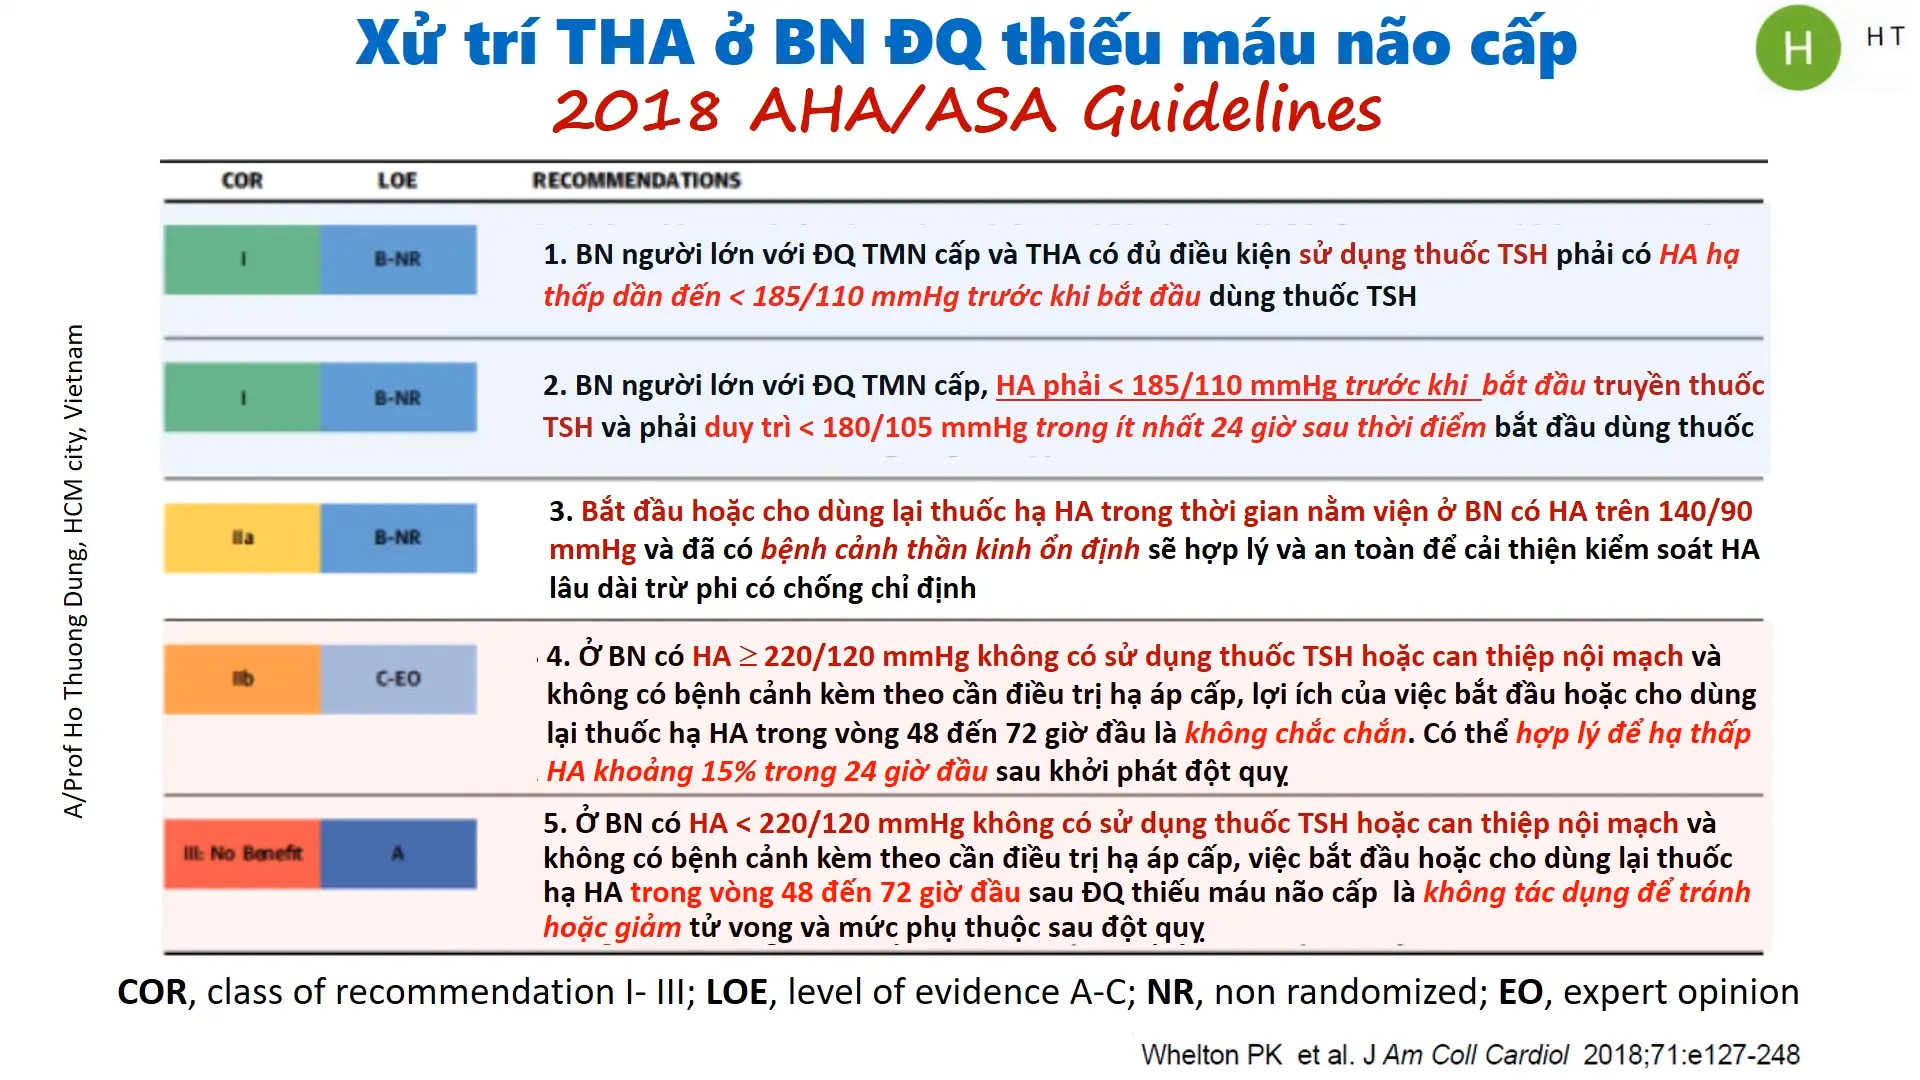 Xử trí THA ở BN ĐQ thiếu máu não cấp
2018 AHA/ASA Guidelines
H
H T
COR LOE RECOMMENDATIONS
I B-NR
1. BN người lớn với ĐQ TMN cấp và THA có đủ điều kiện sử dụng thuốc TSH phải có HA hạ
thấp dần đến < 185/110 mmHg trước khi bắt đầu dùng thuốc TSH
I B-NR
2. BN người lớn với ĐQ TMN cấp, HA phải < 185/110 mmHg trước khi bắt đầu truyền thuốc
TSH và phải duy trì < 180/105 mmHg trong ít nhất 24 giờ sau thời điểm bắt đầu dùng thuốc
IIa B-NR
3. Bắt đầu hoặc cho dùng lại thuốc hạ HA trong thời gian nằm viện ở BN có HA trên 140/90
mmHg và đã có bệnh cảnh thần kinh ổn định sẽ hợp lý và an toàn để cải thiện kiểm soát HA
lâu dài trừ phi có chống chỉ định
IIb C-EO
4. Ở BN có HA ≥ 220/120 mmHg không có sử dụng thuốc TSH hoặc can thiệp nội mạch và
không có bệnh cảnh kèm theo cần điều trị hạ áp cấp, lợi ích của việc bắt đầu hoặc cho dùng
lại thuốc hạ HA trong vòng 48 đến 72 giờ đầu là không chắc chắn. Có thể hợp lý để hạ thấp
HA khoảng 15% trong 24 giờ đầu sau khởi phát đột quỵ
III: No Benefit A
5. Ở BN có HA < 220/120 mmHg không có sử dụng thuốc TSH hoặc can thiệp nội mạch và
không có bệnh cảnh kèm theo cần điều trị hạ áp cấp, việc bắt đầu hoặc cho dùng lại thuốc
hạ HA trong vòng 48 đến 72 giờ đầu sau ĐQ thiếu máu não cấp là không tác dụng để tránh
hoặc giảm tử vong và mức phụ thuộc sau đột quỵ
COR, class of recommendation I- III; LOE, level of evidence A-C; NR, non randomized; EO, expert opinion
Whelton PK et al. J Am Coll Cardiol 2018;71:e127-248
A/Prof Ho Thuong Dung, HCM city, Vietnam